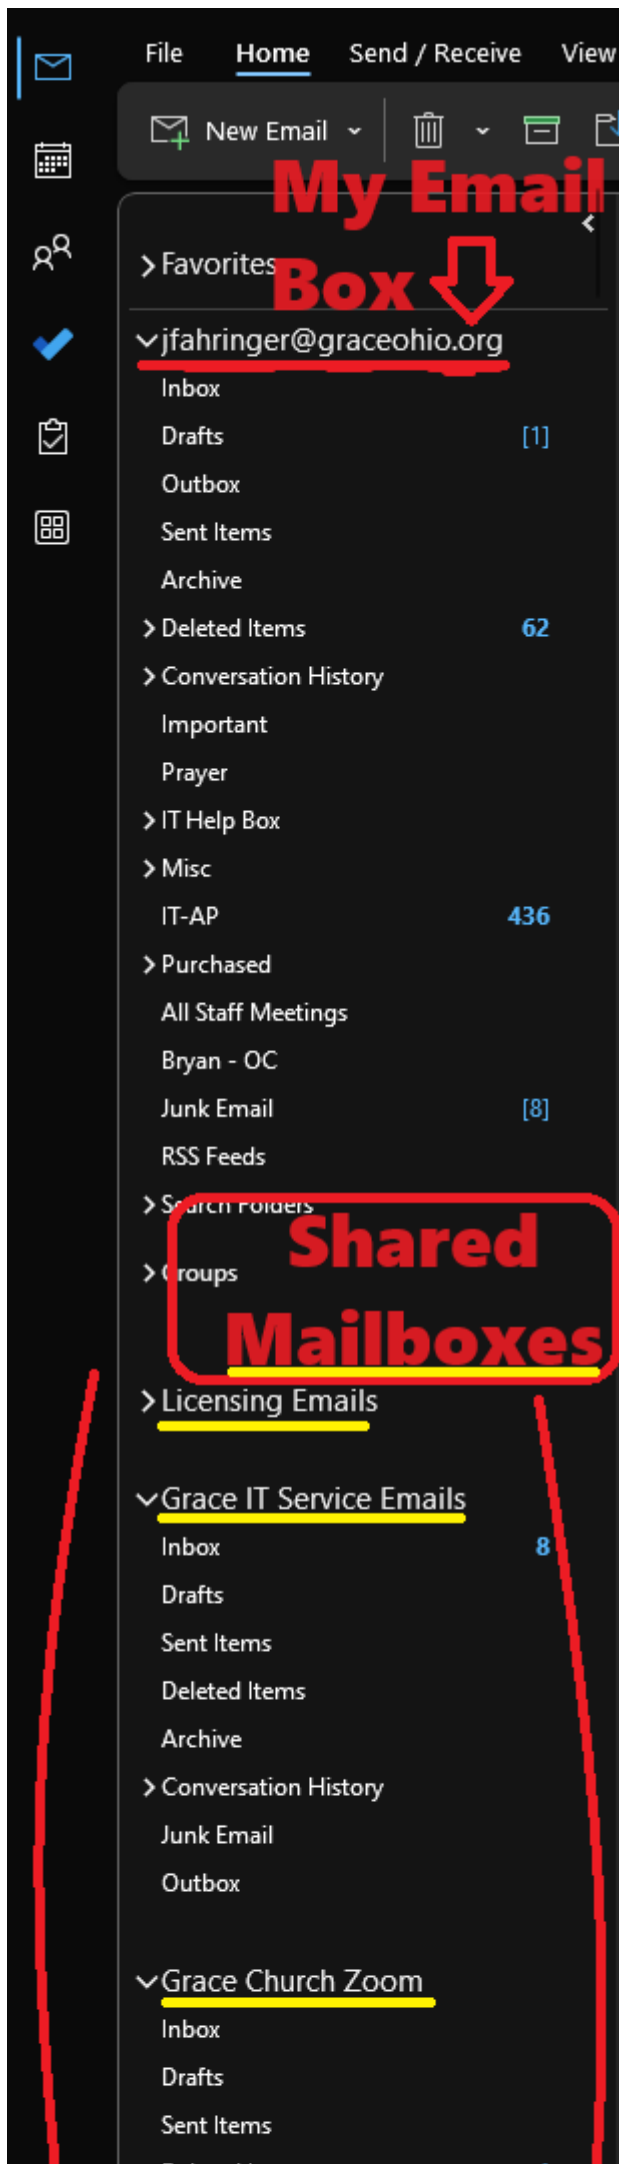 File Home Send / Receive View
New Email
My Email
Box
Favorites
jfahringer@graceohio.org
Inbox
Drafts [1]
Outbox
Sent Items
Archive
Deleted Items 62
Conversation History
Important
Prayer
IT Help Box
Misc
IT-AP 436
Purchased
All Staff Meetings
Bryan - OC
Junk Email [8]
RSS Feeds
Search Folders
Shared
Groups
Mailboxes
Licensing Emails
Grace IT Service Emails
Inbox 8
Drafts
Sent Items
Deleted Items
Archive
Conversation History
Junk Email
Outbox
Grace Church Zoom
Inbox
Drafts
Sent Items